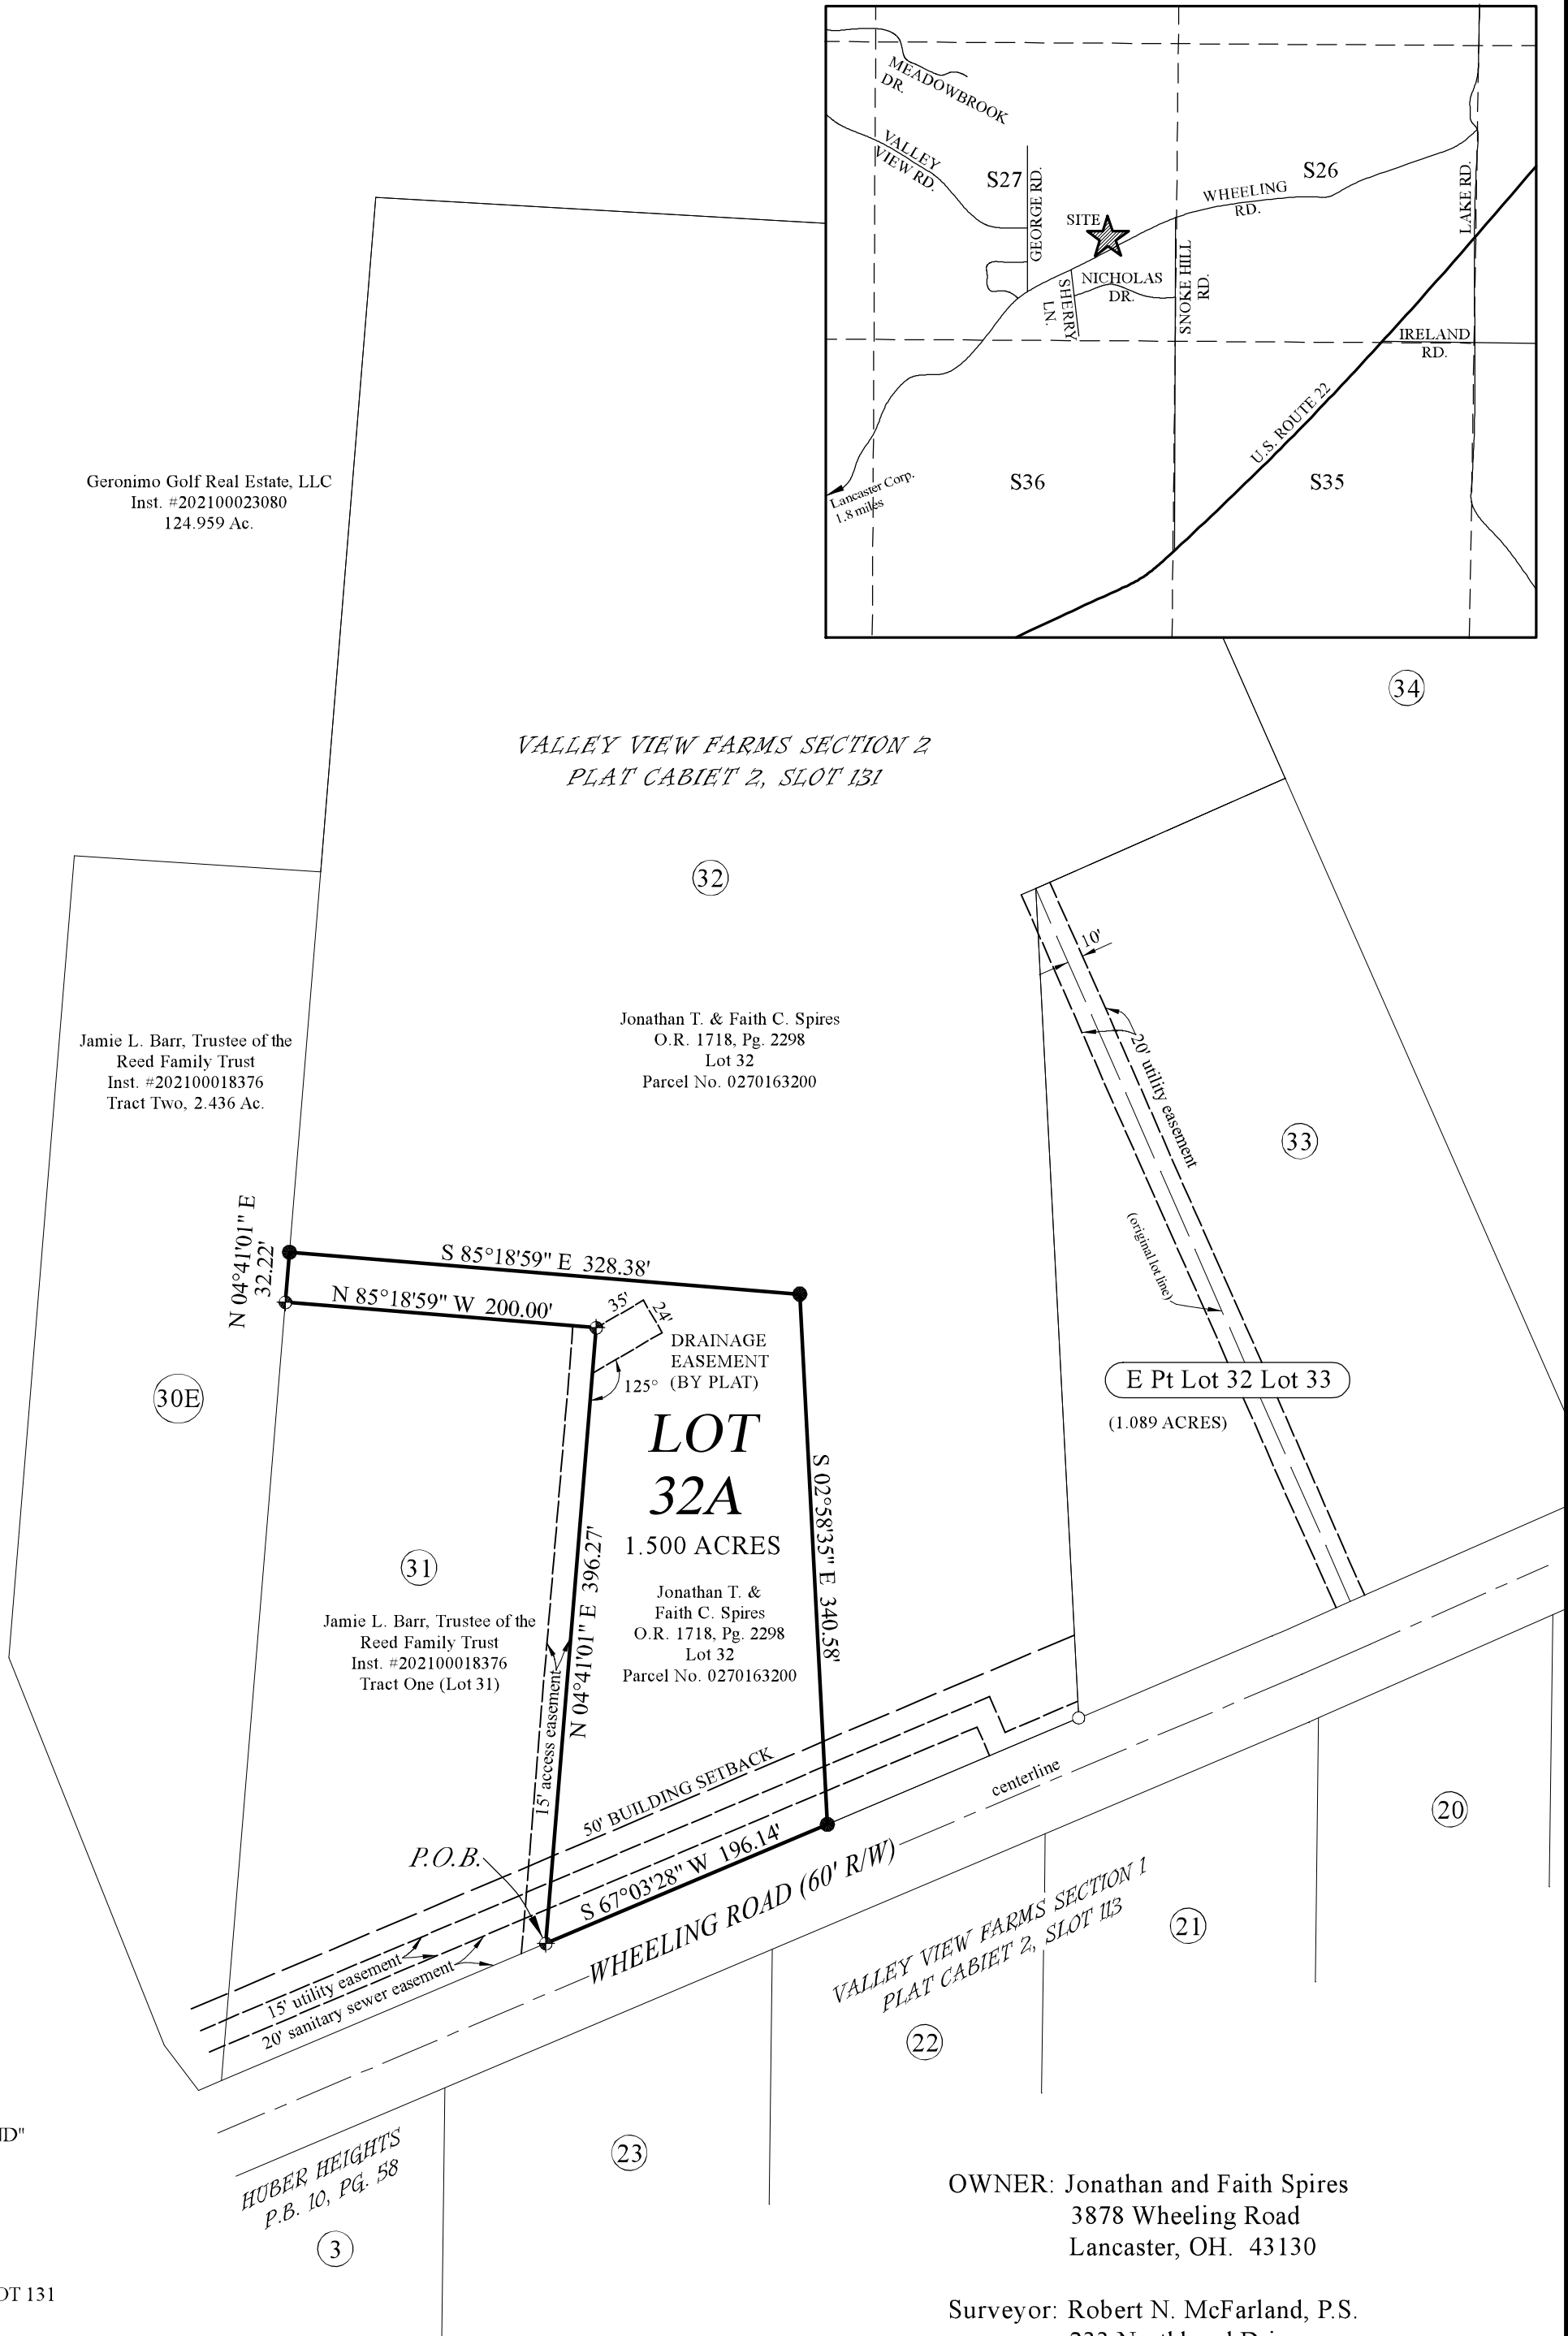 MEADOWBROOK
DR.
VALLEY
VIEW RD.
S27
GEORGE RD.
SITE
WHEELING
RD.
S26
LAKE RD.
NICHOLAS
DR.
SHERRY
LN.
SNOKE HILL
RD.
IRELAND
RD.
U.S. ROUTE 22
S36
S35
Lancaster Corp.
1.8 miles
Geronimo Golf Real Estate, LLC
Inst. #202100023080
124.959 Ac.
34
VALLEY VIEW FARMS SECTION 2
PLAT CABIET 2, SLOT 131
32
10'
20' utility easement
Jonathan T. & Faith C. Spires
O.R. 1718, Pg. 2298
Lot 32
Parcel No. 0270163200
Jamie L. Barr, Trustee of the
Reed Family Trust
Inst. #202100018376
Tract Two, 2.436 Ac.
33
(original lot line)
N 04°41'01" E
32.22'
S 85°18'59" E 328.38'
N 85°18'59" W 200.00'
35'
24'
DRAINAGE
EASEMENT
(BY PLAT)
125°
30E
E Pt Lot 32 Lot 33
(1.089 ACRES)
LOT
32A
1.500 ACRES
S 02°58'35" E 340.58'
N 04°41'01" E 396.27'
31
Jonathan T. &
Faith C. Spires
O.R. 1718, Pg. 2298
Lot 32
Parcel No. 0270163200
Jamie L. Barr, Trustee of the
Reed Family Trust
Inst. #202100018376
Tract One (Lot 31)
15' access easement
50' BUILDING SETBACK
centerline
20
P.O.B.
S 67°03'28" W 196.14'
WHEELING ROAD (60' R/W)
VALLEY VIEW FARMS SECTION 1
PLAT CABIET 2, SLOT 113
21
15' utility easement
20' sanitary sewer easement
22
ND"
HUBER HEIGHTS
P.B. 10, PG. 58
23
3
OWNER: Jonathan and Faith Spires
3878 Wheeling Road
Lancaster, OH. 43130
OT 131
Surveyor: Robert N. McFarland, P.S.